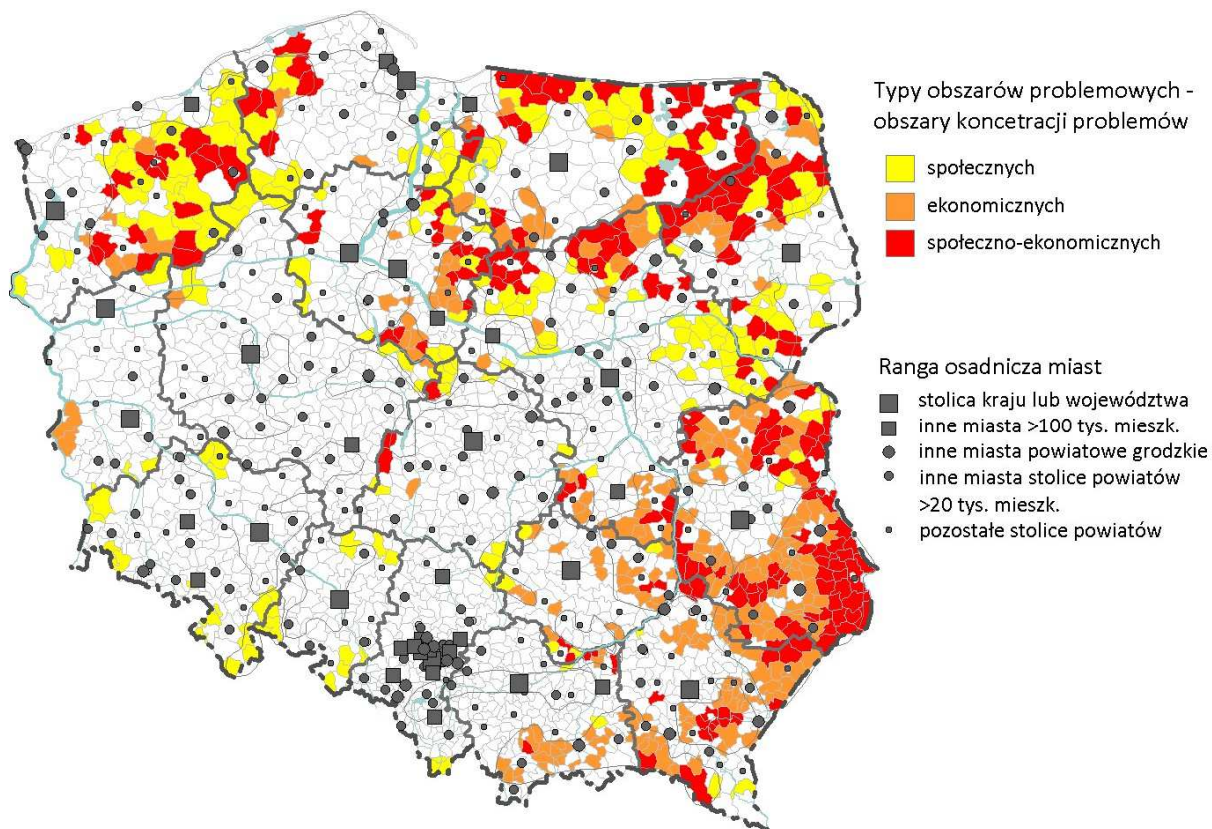 Typy obszarów problemowych -
obszary koncetracji problemów
społecznych
ekonomicznych
społeczno-ekonomicznych
Ranga osadnicza miast
stolica kraju lub województwa
inne miasta >100 tys. mieszk.
inne miasta powiatowe grodzkie
inne miasta stolice powiatów
>20 tys. mieszk.
pozostałe stolice powiatów